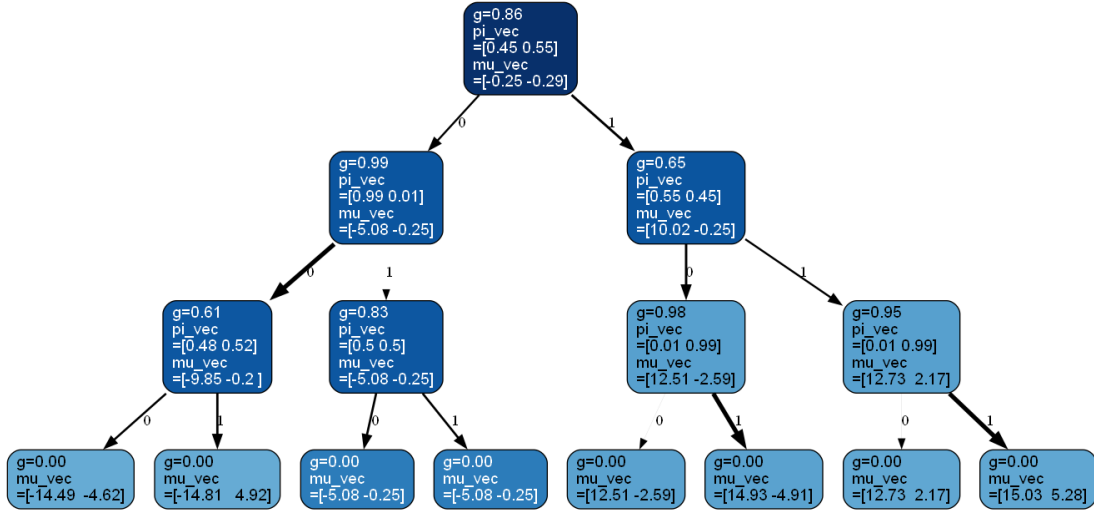 g=0.86
pi_vec
=[0.45 0.55]
mu_vec
=[-0.25 -0.29]
0
1
g=0.99
pi_vec
=[0.99 0.01]
mu_vec
=[-5.08 -0.25]
g=0.65
pi_vec
=[0.55 0.45]
mu_vec
=[10.02 -0.25]
0
1
0
1
g=0.61
pi_vec
=[0.48 0.52]
mu_vec
=[-9.85 -0.2 ]
g=0.83
pi_vec
=[0.5 0.5]
mu_vec
=[-5.08 -0.25]
g=0.98
pi_vec
=[0.01 0.99]
mu_vec
=[12.51 -2.59]
g=0.95
pi_vec
=[0.01 0.99]
mu_vec
=[12.73  2.17]
0
1
0
1
0
1
0
1
g=0.00
mu_vec
=[-14.49  -4.62]
g=0.00
mu_vec
=[-14.81   4.92]
g=0.00
mu_vec
=[-5.08 -0.25]
g=0.00
mu_vec
=[-5.08 -0.25]
g=0.00
mu_vec
=[12.51 -2.59]
g=0.00
mu_vec
=[14.93 -4.91]
g=0.00
mu_vec
=[12.73  2.17]
g=0.00
mu_vec
=[15.03  5.28]